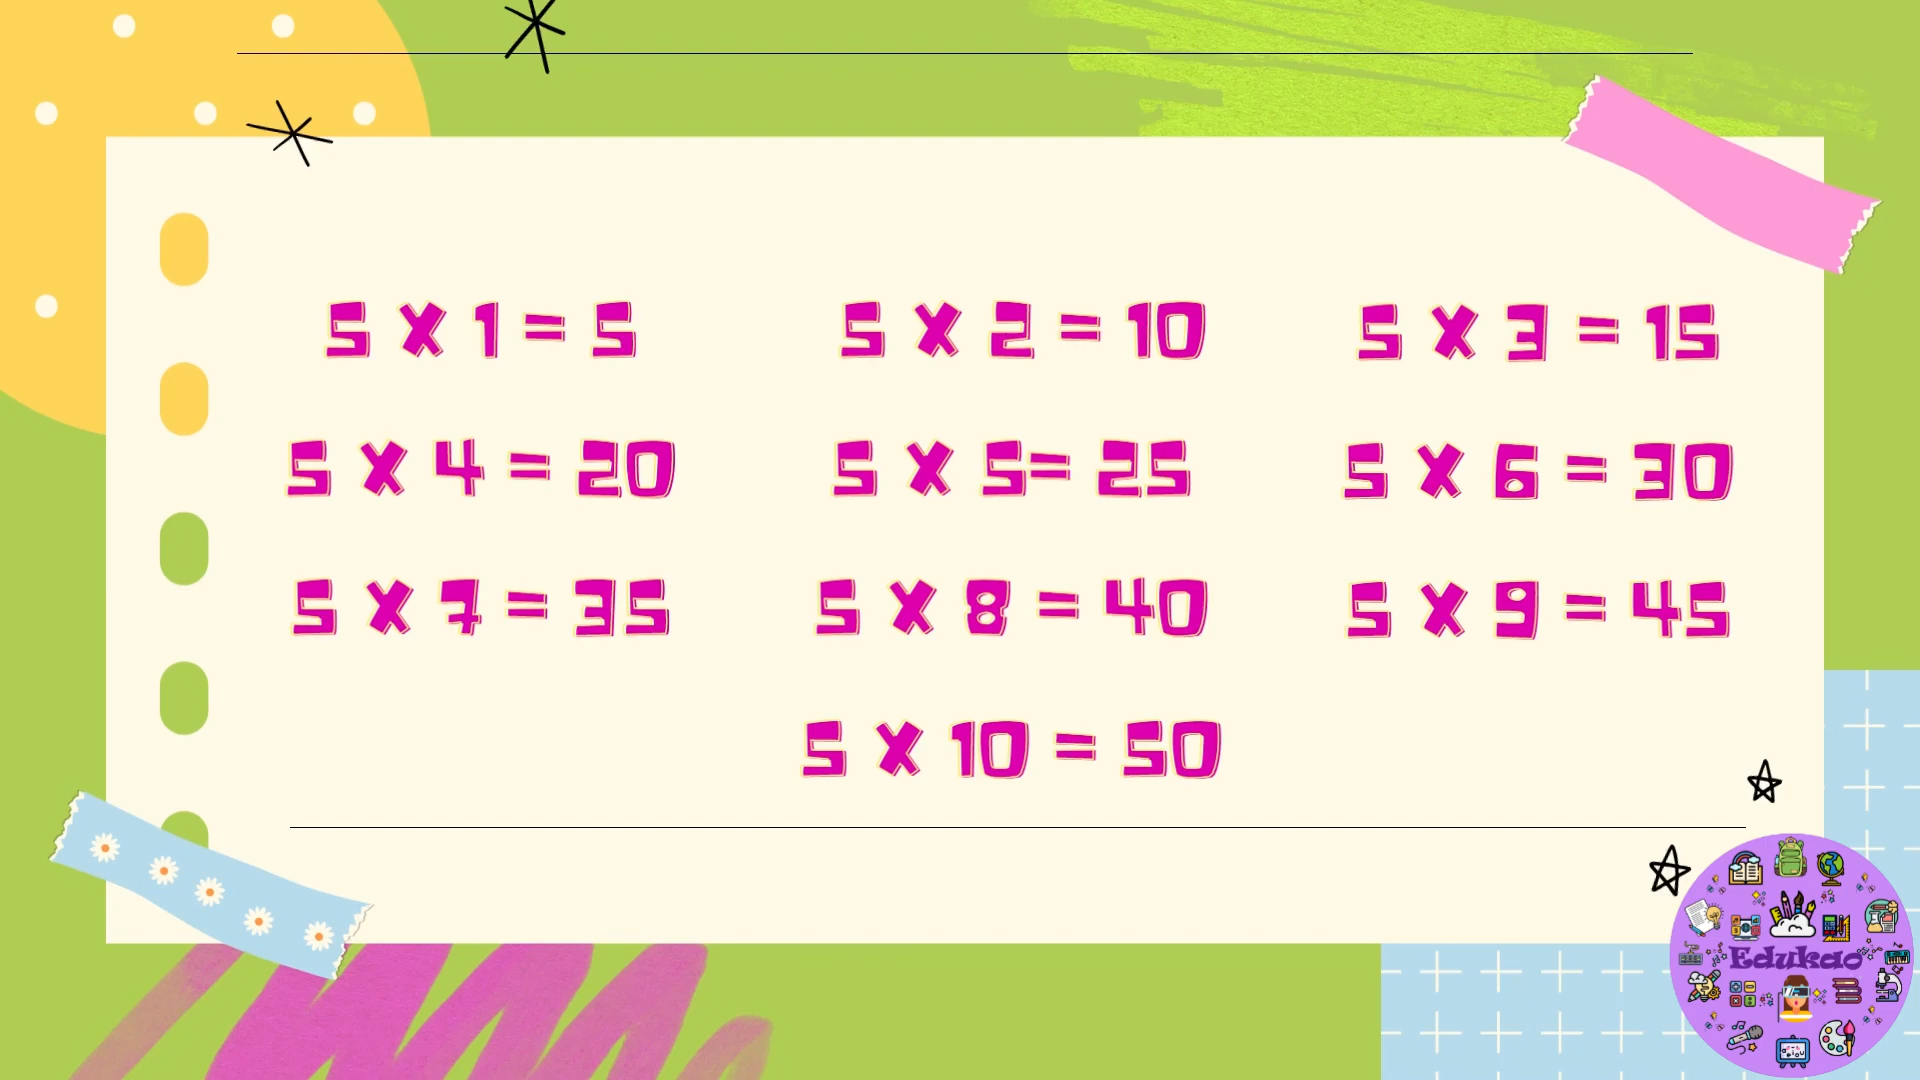 5 X 1 = 5 5 X 2 = 10 5 X 3 = 15
5 X 4 = 20 5 X 5= 25 5 X 6 = 30
5 X 7 = 35 5 X 8 = 40 5 X 9 = 45
5 X 10 = 50
Edukao